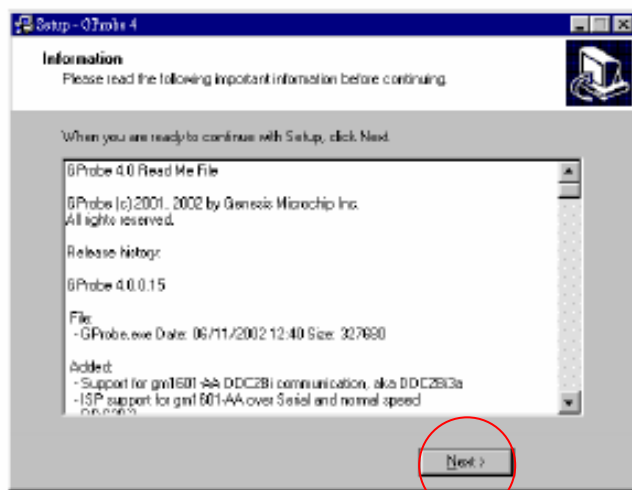 Setup - GProbe 4
Information
Please read the following important information before continuing.
When you are ready to continue with Setup, click Next.
GProbe 4.0 Read Me File
GProbe (c)2001, 2002 by Genesis Microchip Inc.
All rights reserved.
Release history:
GProbe 4.0.0.15
File:
- GProbe.exe Date: 06/11/2002 12:40 Size: 327680
Added:
- Support for gm1601-AA DDC2Bi communication, aka DDC2Bi3a
- ISP support for gm1601-AA over Serial and normal speed
Next >